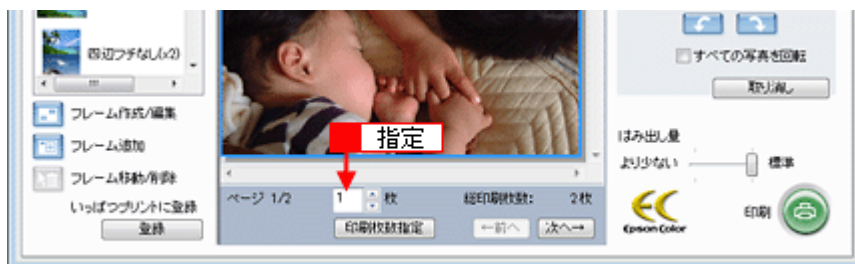 四辺フチなし(x2)
フレーム作成/編集
フレーム追加
フレーム移動/削除
いっぱつプリントに登録
登録
指定
ページ 1/2
1
枚
総印刷枚数:
2枚
印刷枚数指定
←前へ
次へ→
すべての写真を回転
取り消し
はみ出し量
より少ない
標準
Epson Color
印刷